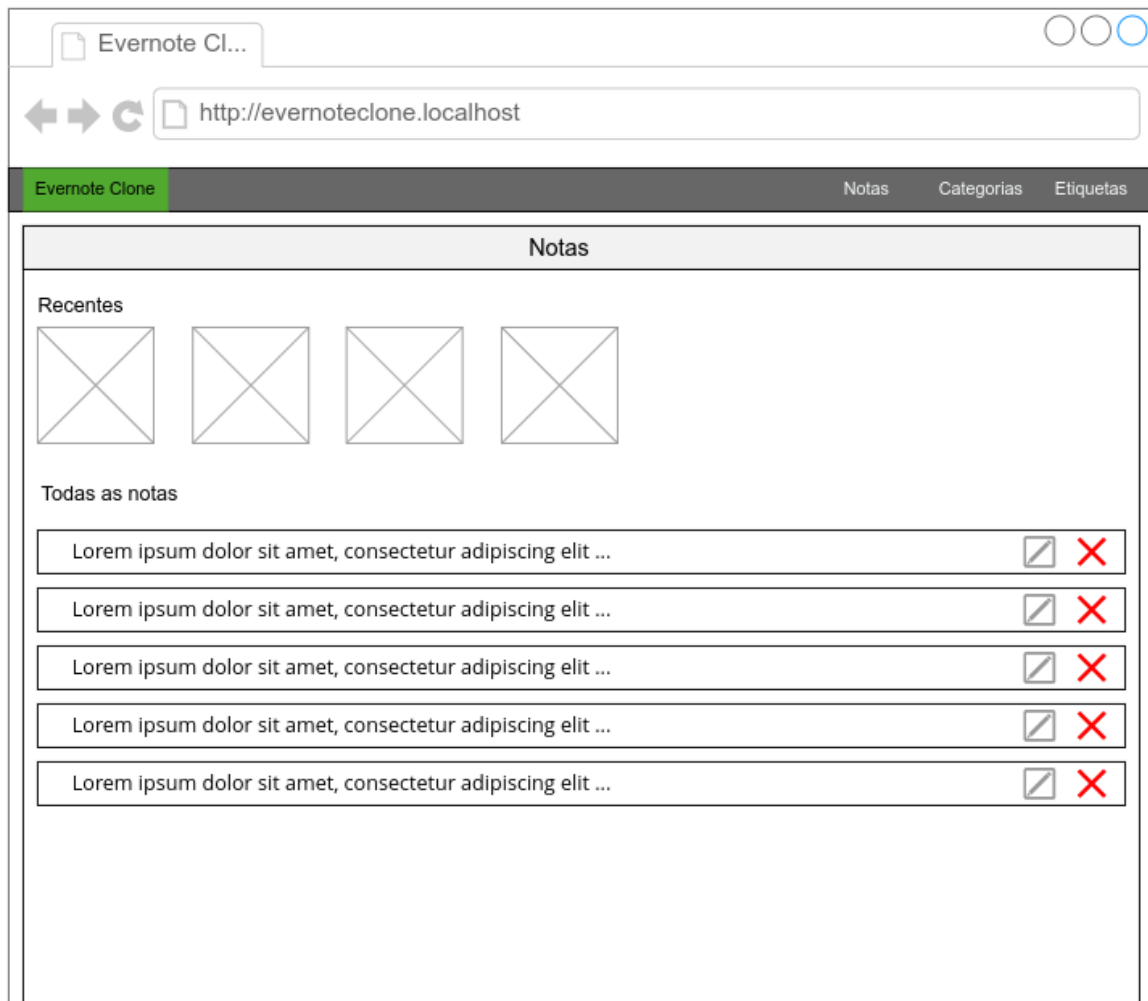 Evernote Cl...
http://evernoteclone.localhost
Evernote Clone Notas Categorias Etiquetas
Notas
Recentes
Todas as notas
Lorem ipsum dolor sit amet, consectetur adipiscing elit ...
Lorem ipsum dolor sit amet, consectetur adipiscing elit ...
Lorem ipsum dolor sit amet, consectetur adipiscing elit ...
Lorem ipsum dolor sit amet, consectetur adipiscing elit ...
Lorem ipsum dolor sit amet, consectetur adipiscing elit ...